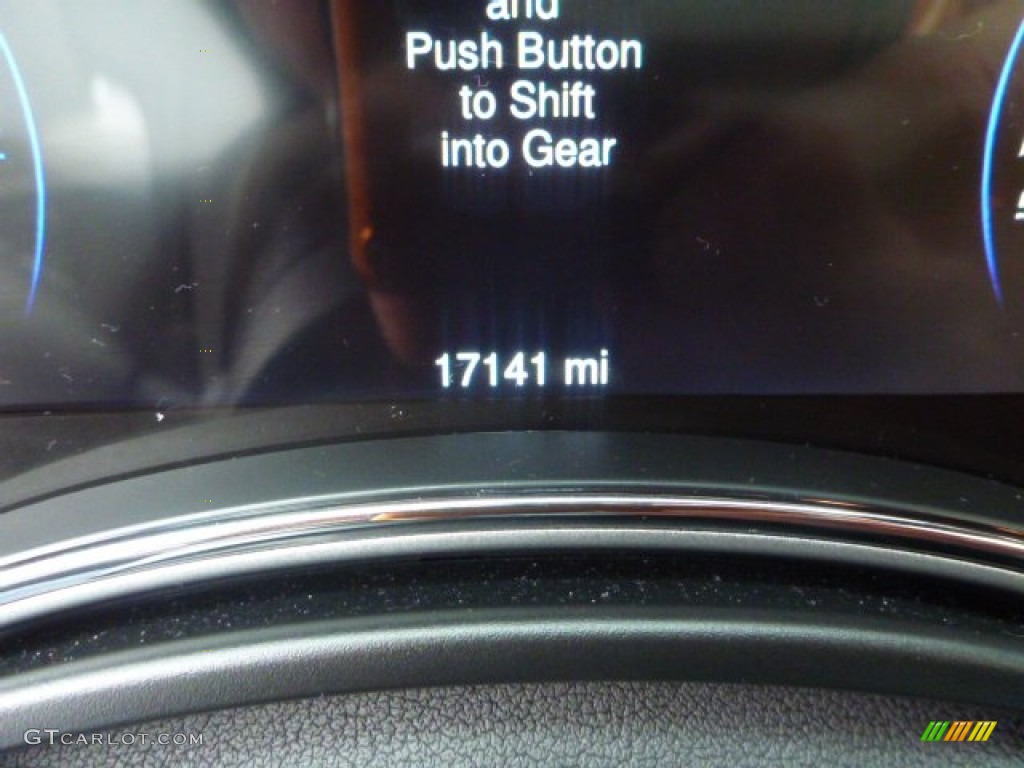 and
Push Button
to Shift
into Gear
17141 mi
GTCARLOT.COM